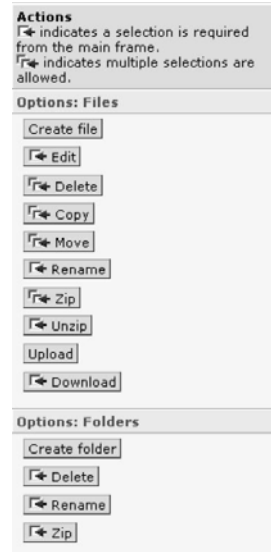 Actions
indicates a selection is required
from the main frame.
indicates multiple selections are
allowed.
Options: Files
Create file
Edit
Delete
Copy
Move
Rename
Zip
Unzip
Upload
Download
Options: Folders
Create folder
Delete
Rename
Zip